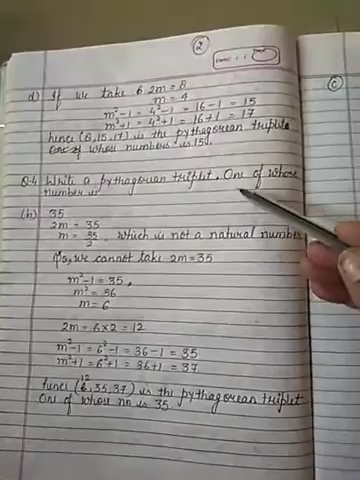 2
d) If we take 2m = 8
m = 4
m²-1 = 4²-1 = 16-1 = 15
m²+1 = 4²+1 = 16+1 = 17
hence (8,15,17) is the pythagorean triplet
One of whose numbers is 15.
Q.4 Write a pythagorean triplet. One of whose
number is
(b) 35
2m = 35
m = 35/2, which is not a natural number
So, we cannot take 2m = 35
m²-1 = 35,
m² = 36
m = 6
2m = 6×2 = 12
m²-1 = 6²-1 = 36-1 = 35
m²+1 = 6²+1 = 36+1 = 37
hence (12,35,37) is the pythagorean triplet
One of whose no is 35
(c)